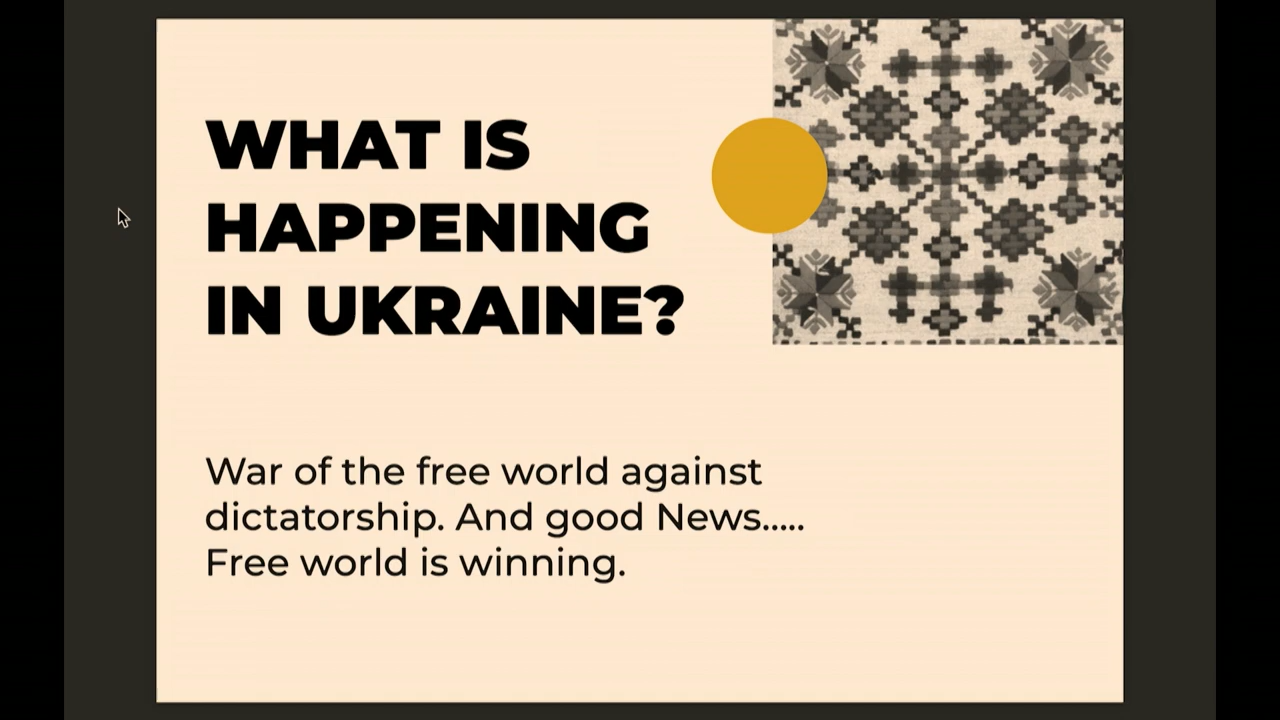 WHAT IS
HAPPENING
IN UKRAINE?
War of the free world against
dictatorship. And good News.....
Free world is winning.